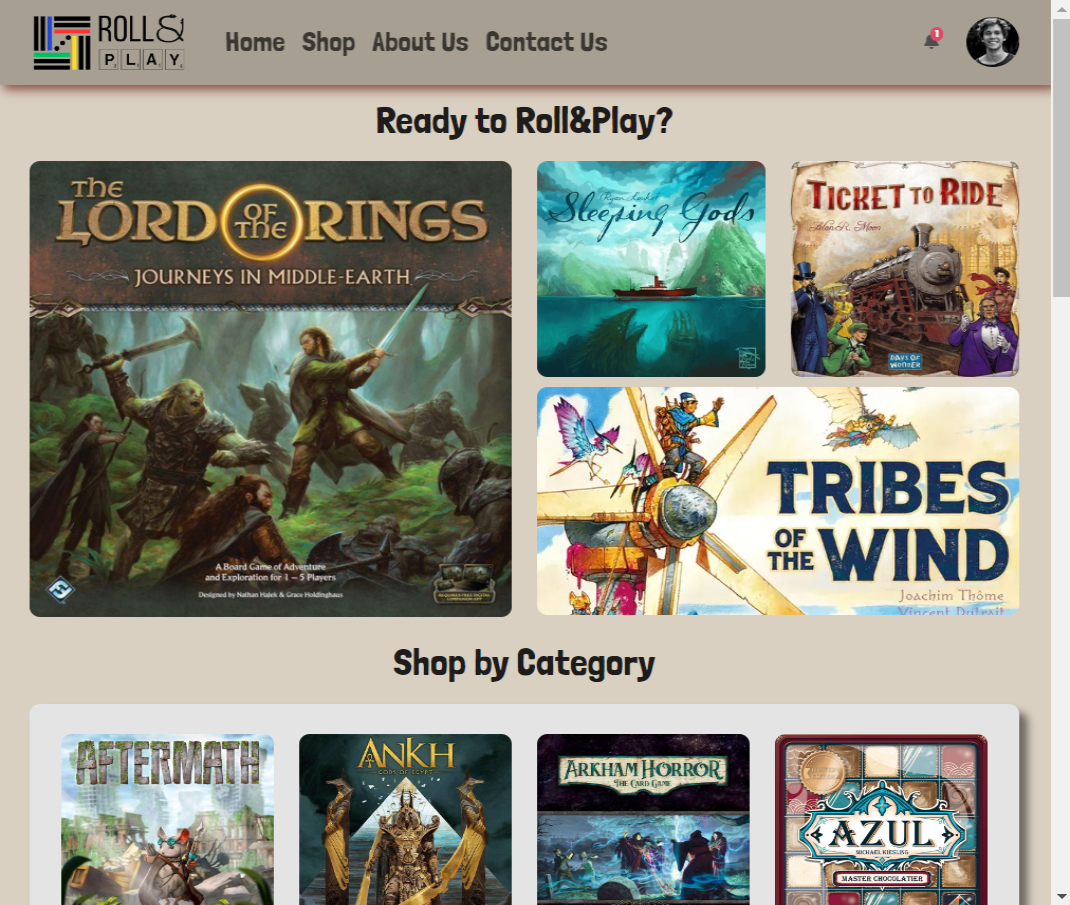 ROLL&
PLAY
Home Shop About Us Contact Us
1
Ready to Roll&Play?
The
LORD OF THE RINGS
JOURNEYS IN MIDDLE-EARTH
A Board Game of Adventure
and Exploration for 1 – 5 Players
Designed by Nathan Hajek & Grace Holdinghaus
Sleeping Gods
TICKET TO RIDE
Alan R. Moon
DAYS OF
WONDER
TRIBES
OF THE WIND
Joachim Thôme
Vincent Dutrait
Shop by Category
AFTERMATH
ANKH
GODS OF EGYPT
ARKHAM HORROR
THE CARD GAME
AZUL
MICHAEL KIESLING
MASTER CHOCOLATIER